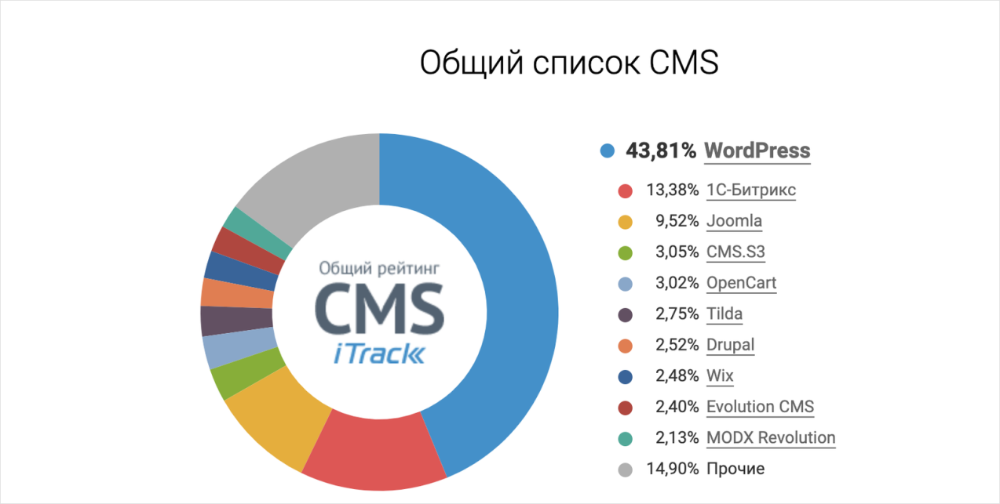 Общий список CMS
Общий рейтинг
CMS
iTrack
43,81% WordPress
13,38% 1С-Битрикс
9,52% Joomla
3,05% CMS.S3
3,02% OpenCart
2,75% Tilda
2,52% Drupal
2,48% Wix
2,40% Evolution CMS
2,13% MODX Revolution
14,90% Прочие